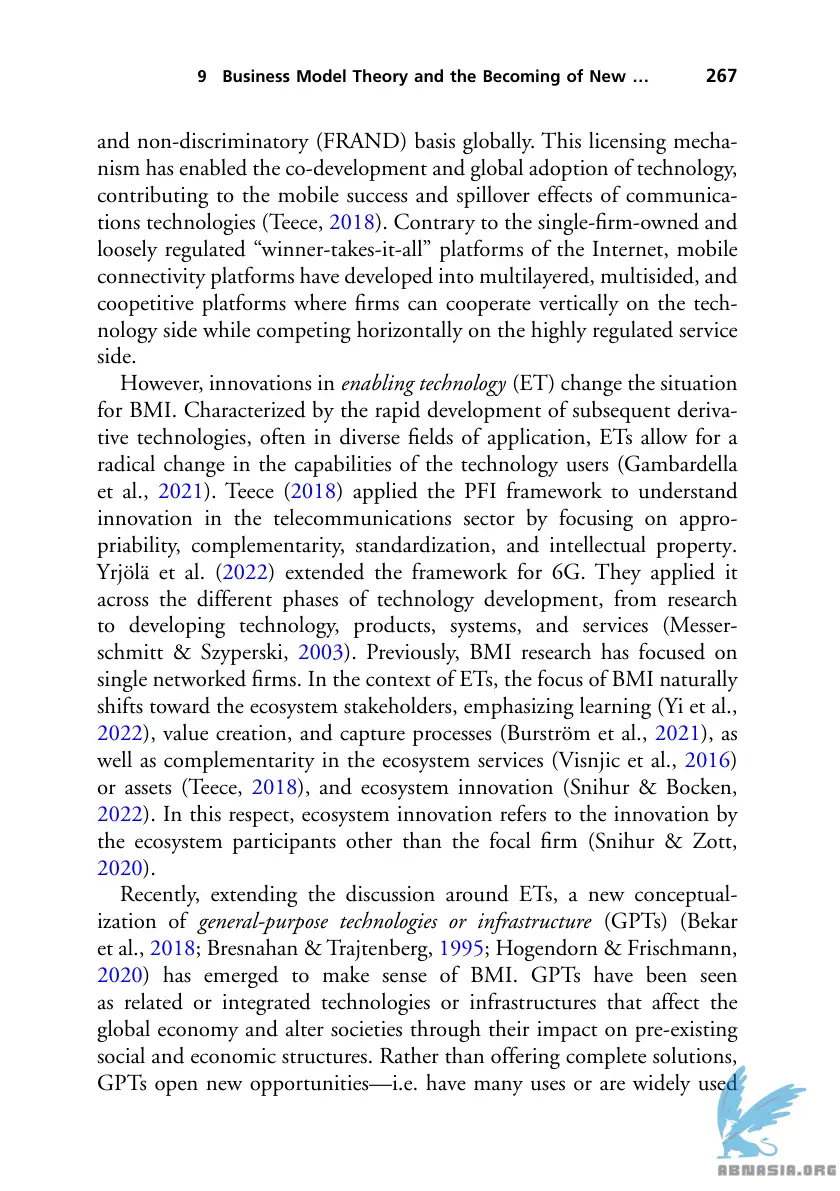 9 Business Model Theory and the Becoming of New … 267
and non-discriminatory (FRAND) basis globally. This licensing mecha-
nism has enabled the co-development and global adoption of technology,
contributing to the mobile success and spillover effects of communica-
tions technologies (Teece, 2018). Contrary to the single-firm-owned and
loosely regulated “winner-takes-it-all” platforms of the Internet, mobile
connectivity platforms have developed into multilayered, multisided, and
coopetitive platforms where firms can cooperate vertically on the tech-
nology side while competing horizontally on the highly regulated service
side.
However, innovations in enabling technology (ET) change the situation
for BMI. Characterized by the rapid development of subsequent deriva-
tive technologies, often in diverse fields of application, ETs allow for a
radical change in the capabilities of the technology users (Gambardella
et al., 2021). Teece (2018) applied the PFI framework to understand
innovation in the telecommunications sector by focusing on appro-
priability, complementarity, standardization, and intellectual property.
Yrjölä et al. (2022) extended the framework for 6G. They applied it
across the different phases of technology development, from research
to developing technology, products, systems, and services (Messer-
schmitt & Szyperski, 2003). Previously, BMI research has focused on
single networked firms. In the context of ETs, the focus of BMI naturally
shifts toward the ecosystem stakeholders, emphasizing learning (Yi et al.,
2022), value creation, and capture processes (Burström et al., 2021), as
well as complementarity in the ecosystem services (Visnjic et al., 2016)
or assets (Teece, 2018), and ecosystem innovation (Snihur & Bocken,
2022). In this respect, ecosystem innovation refers to the innovation by
the ecosystem participants other than the focal firm (Snihur & Zott,
2020).
Recently, extending the discussion around ETs, a new conceptual-
ization of general-purpose technologies or infrastructure (GPTs) (Bekar
et al., 2018; Bresnahan & Trajtenberg, 1995; Hogendorn & Frischmann,
2020) has emerged to make sense of BMI. GPTs have been seen
as related or integrated technologies or infrastructures that affect the
global economy and alter societies through their impact on pre-existing
social and economic structures. Rather than offering complete solutions,
GPTs open new opportunities—i.e. have many uses or are widely used
ABNASIA.ORG